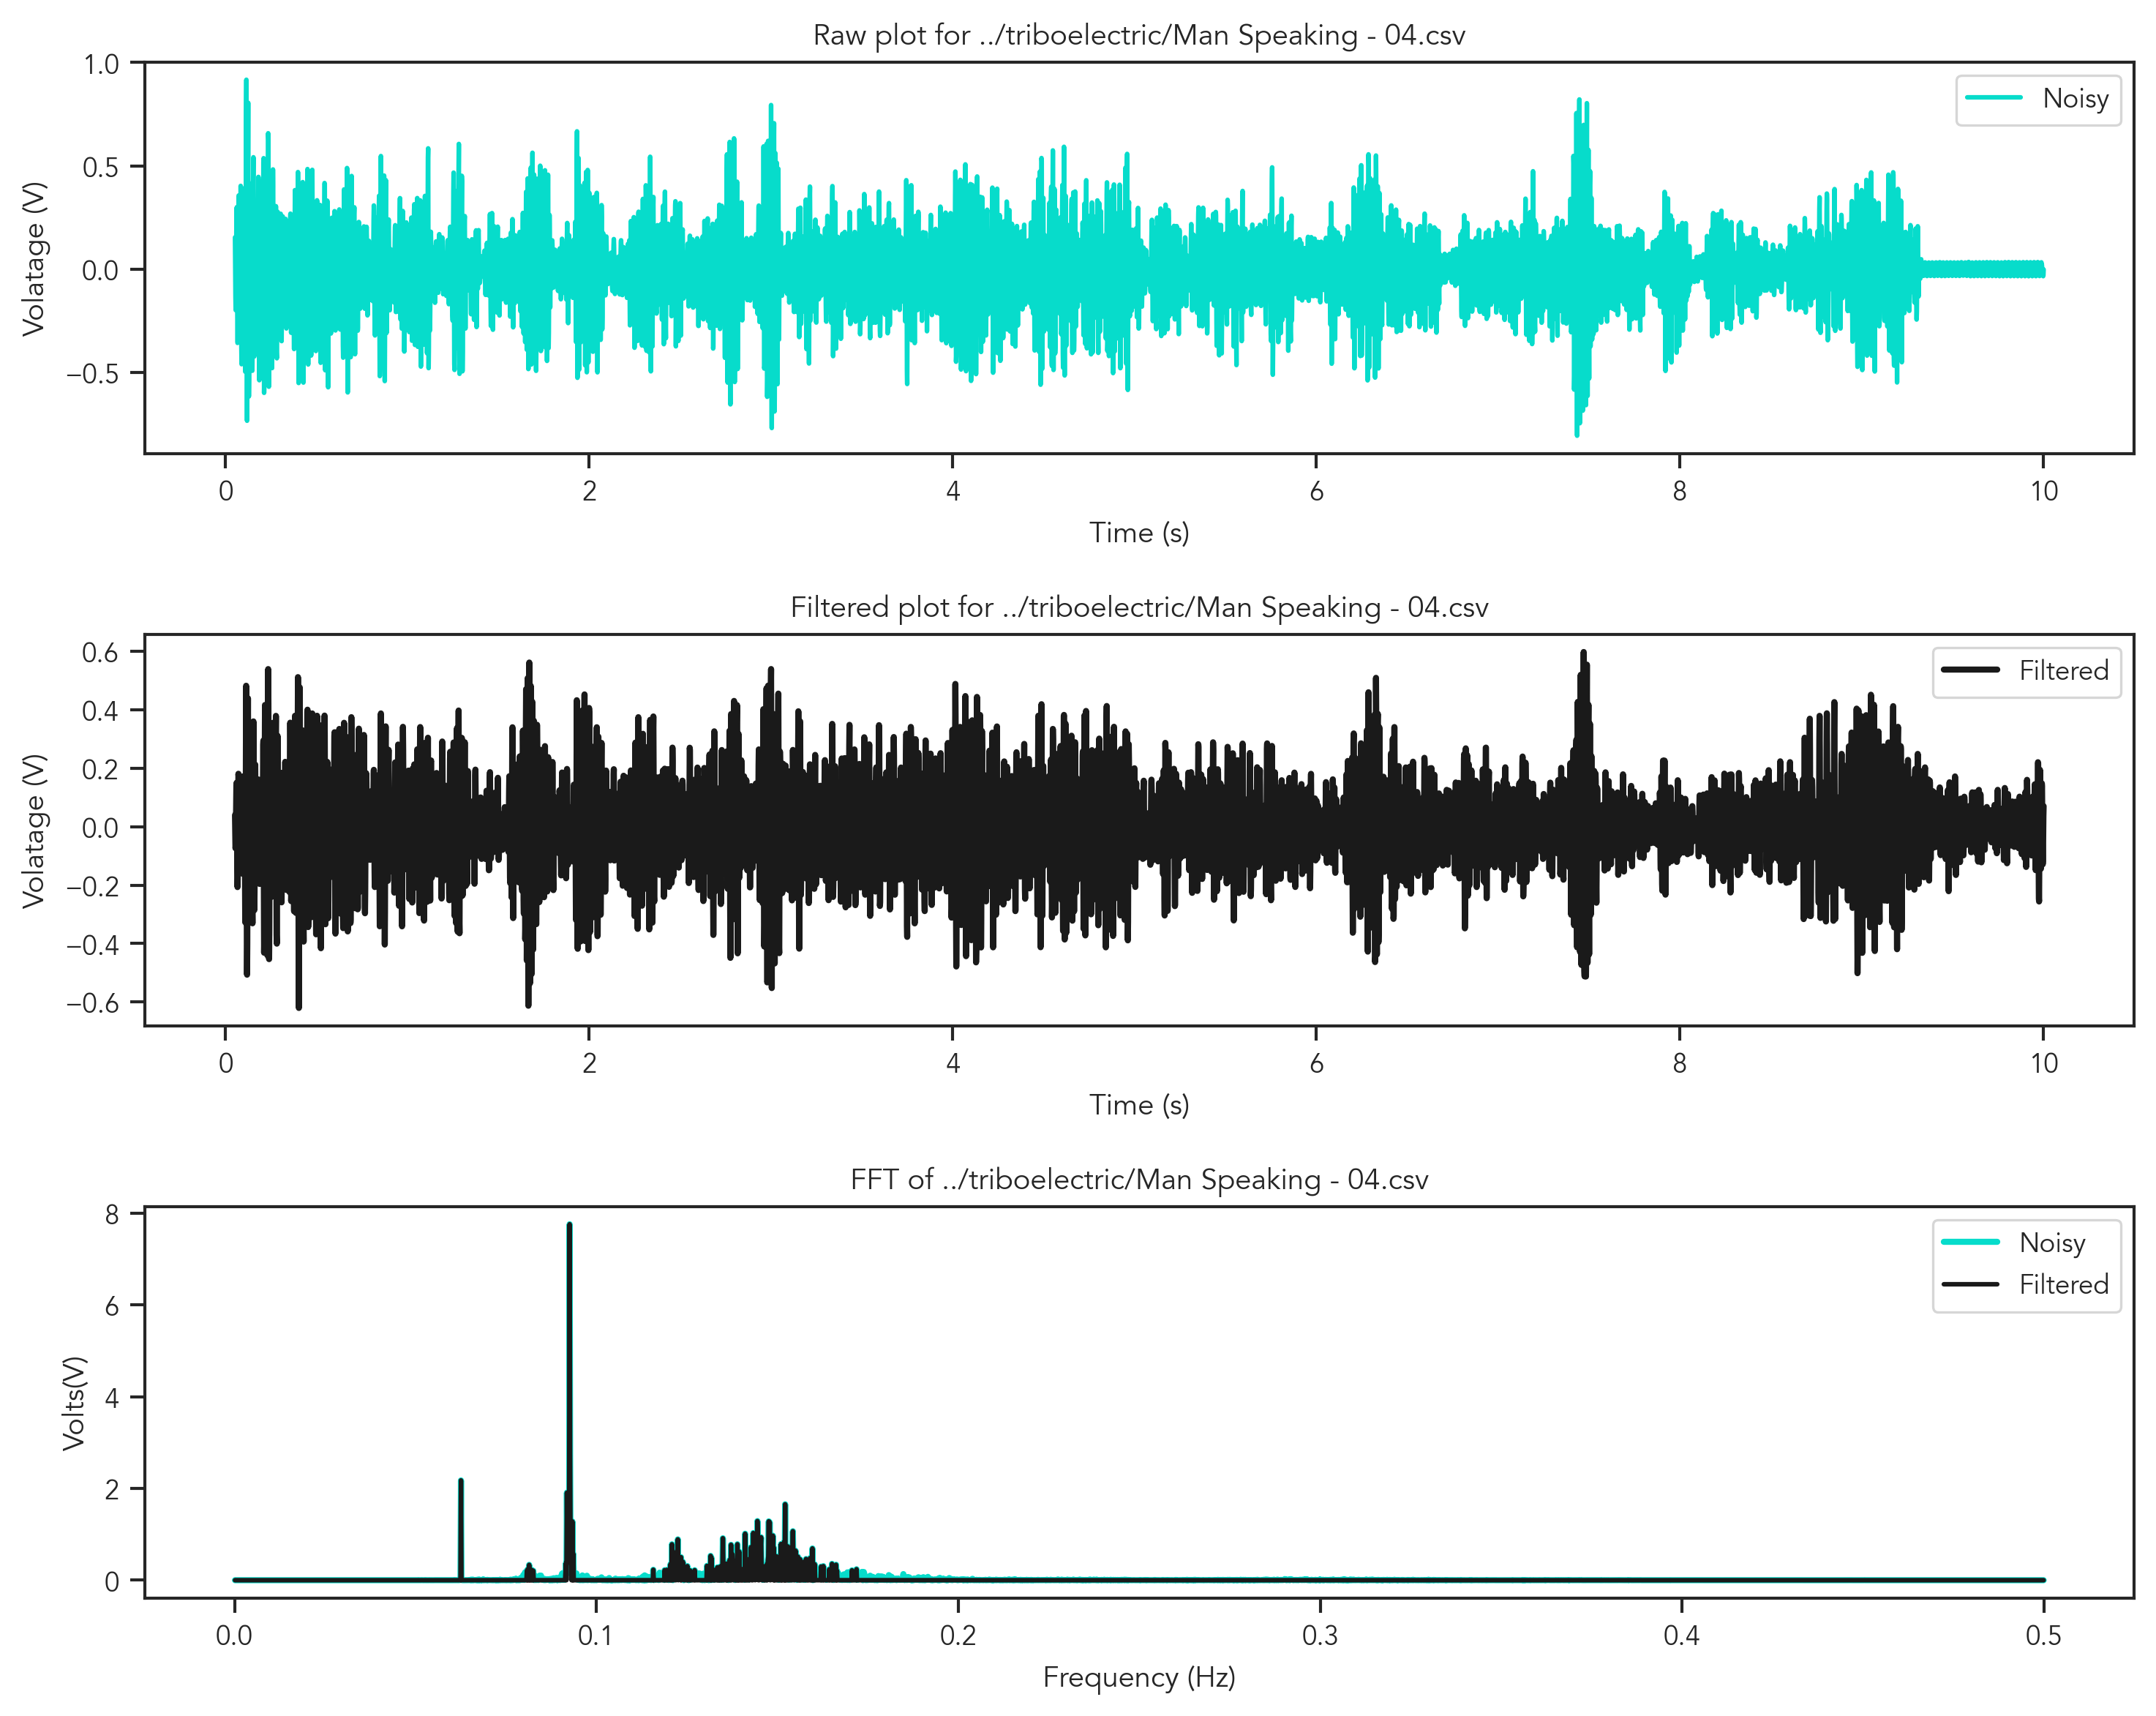 Raw plot for ../triboelectric/Man Speaking - 04.csv
1.0
0.5
0.0
−0.5
Volatage (V)
Noisy
0 2 4 6 8 10
Time (s)
Filtered plot for ../triboelectric/Man Speaking - 04.csv
0.6
0.4
0.2
0.0
−0.2
−0.4
−0.6
Volatage (V)
Filtered
0 2 4 6 8 10
Time (s)
FFT of ../triboelectric/Man Speaking - 04.csv
8
6
4
2
0
Volts(V)
Noisy
Filtered
0.0 0.1 0.2 0.3 0.4 0.5
Frequency (Hz)